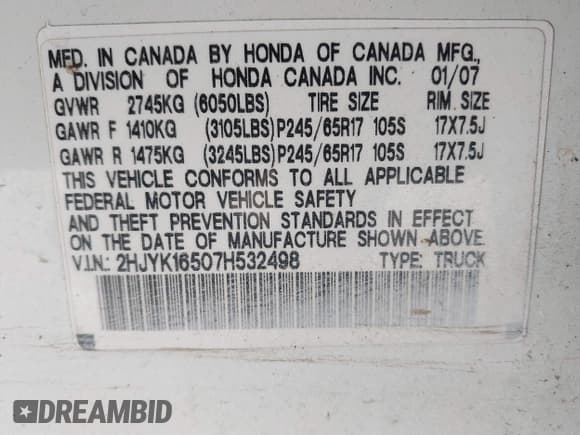 MFD. IN CANADA BY HONDA OF CANADA MFG.,
A DIVISION OF HONDA CANADA INC. 01/07
GVWR 2745KG (6050LBS) TIRE SIZE RIM SIZE
GAWR F 1410KG (3105LBS)P245/65R17 105S 17X7.5J
GAWR R 1475KG (3245LBS)P245/65R17 105S 17X7.5J
THIS VEHICLE CONFORMS TO ALL APPLICABLE
FEDERAL MOTOR VEHICLE SAFETY
AND THEFT PREVENTION STANDARDS IN EFFECT
ON THE DATE OF MANUFACTURE SHOWN ABOVE.
V.I.N.: 2HJYK16507H532498 TYPE: TRUCK
DREAMBID